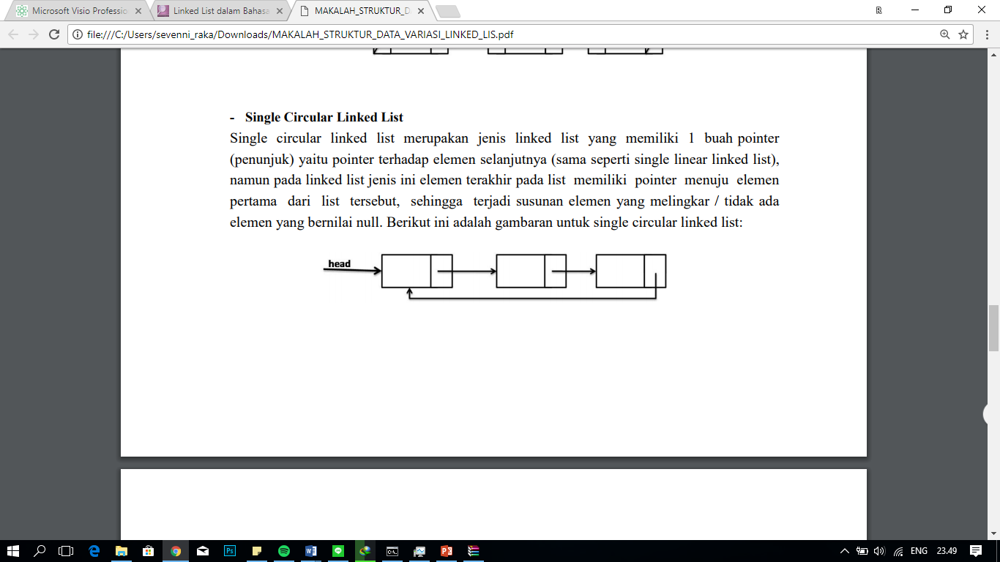 Microsoft Visio Professio
Linked List dalam Bahasa
MAKALAH_STRUKTUR_D
file:///C:/Users/sevenni_raka/Downloads/MAKALAH_STRUKTUR_DATA_VARIASI_LINKED_LIS.pdf
- Single Circular Linked List
Single circular linked list merupakan jenis linked list yang memiliki 1 buah pointer
(penunjuk) yaitu pointer terhadap elemen selanjutnya (sama seperti single linear linked list),
namun pada linked list jenis ini elemen terakhir pada list memiliki pointer menuju elemen
pertama dari list tersebut, sehingga terjadi susunan elemen yang melingkar / tidak ada
elemen yang bernilai null. Berikut ini adalah gambaran untuk single circular linked list:
head
ENG 23.49